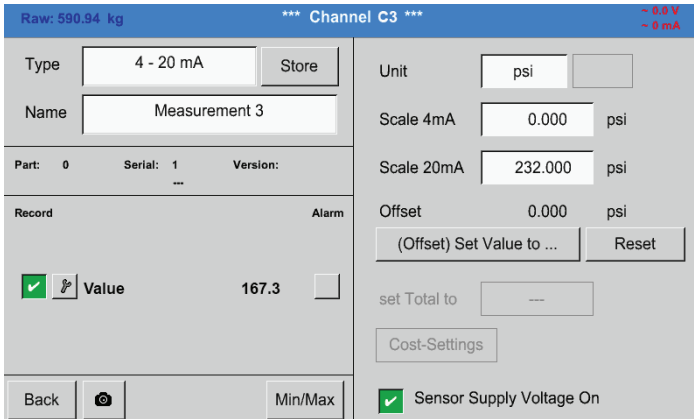 Raw: 590.94 kg
*** Channel C3 ***
~ 0.0 V
~ 0 mA
Type
4 - 20 mA
Store
Name
Measurement 3
Part: 0 Serial: 1 Version:
---
Record
Alarm
Value 167.3
Back
Min/Max
Unit
psi
Scale 4mA 0.000 psi
Scale 20mA 232.000 psi
Offset 0.000 psi
(Offset) Set Value to ...
Reset
set Total to ---
Cost-Settings
Sensor Supply Voltage On